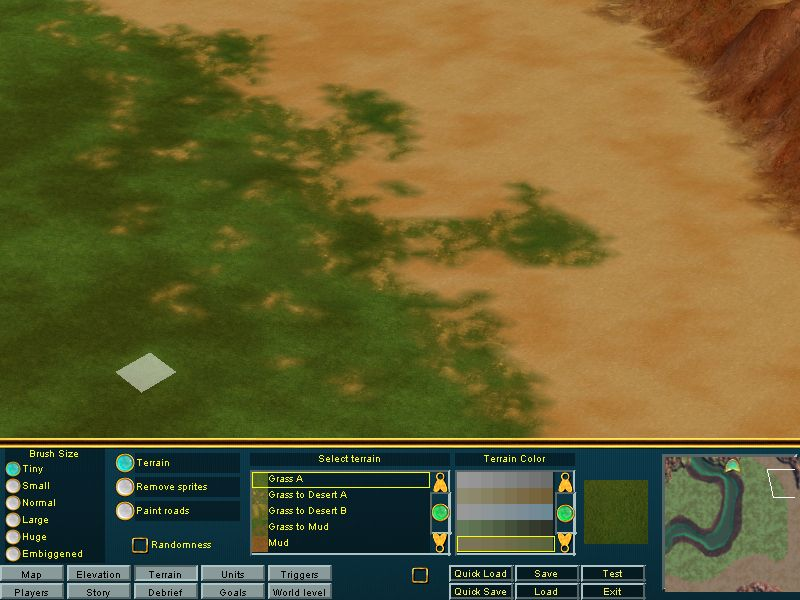 Brush Size
Tiny
Small
Normal
Large
Huge
Embiggened
Terrain
Remove sprites
Paint roads
Randomness
Select terrain
Grass A
Grass to Desert A
Grass to Desert B
Grass to Mud
Mud
Terrain Color
Map Elevation Terrain Units Triggers Quick Load Save Test
Players Story Debrief Goals World level Quick Save Load Exit